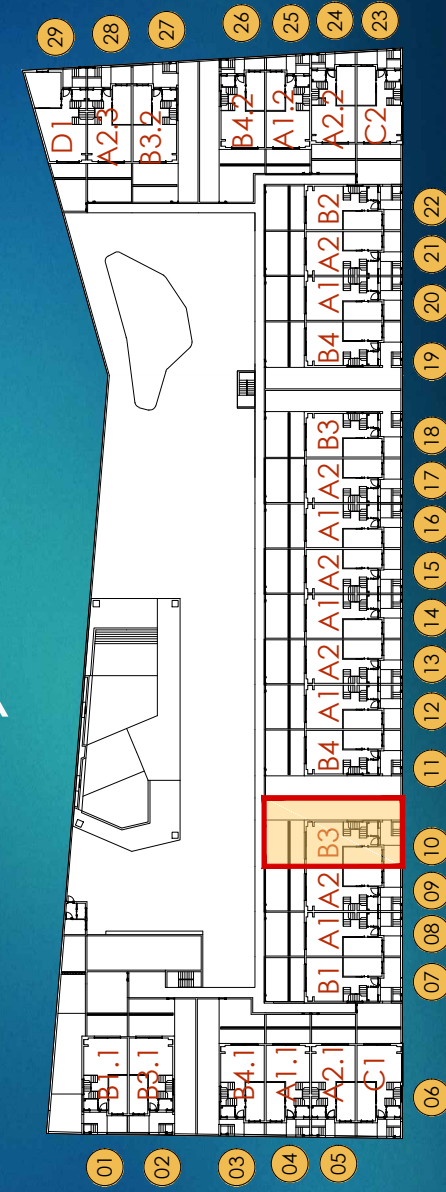 D1 29
01 B1.1 A2.3 28
02 B3.1 B3.2 27
03 B4.1 B4.2 26
04 A1.1 A1.2 25
05 A2.1 A2.2 24
C1 C2 23
B1 A1 A2 B3 B4 A1 A2 A1 A2 A1 A2 B3 B4 A1 A2 B2
06 07 08 09 10 11 12 13 14 15 16 17 18 19 20 21 22